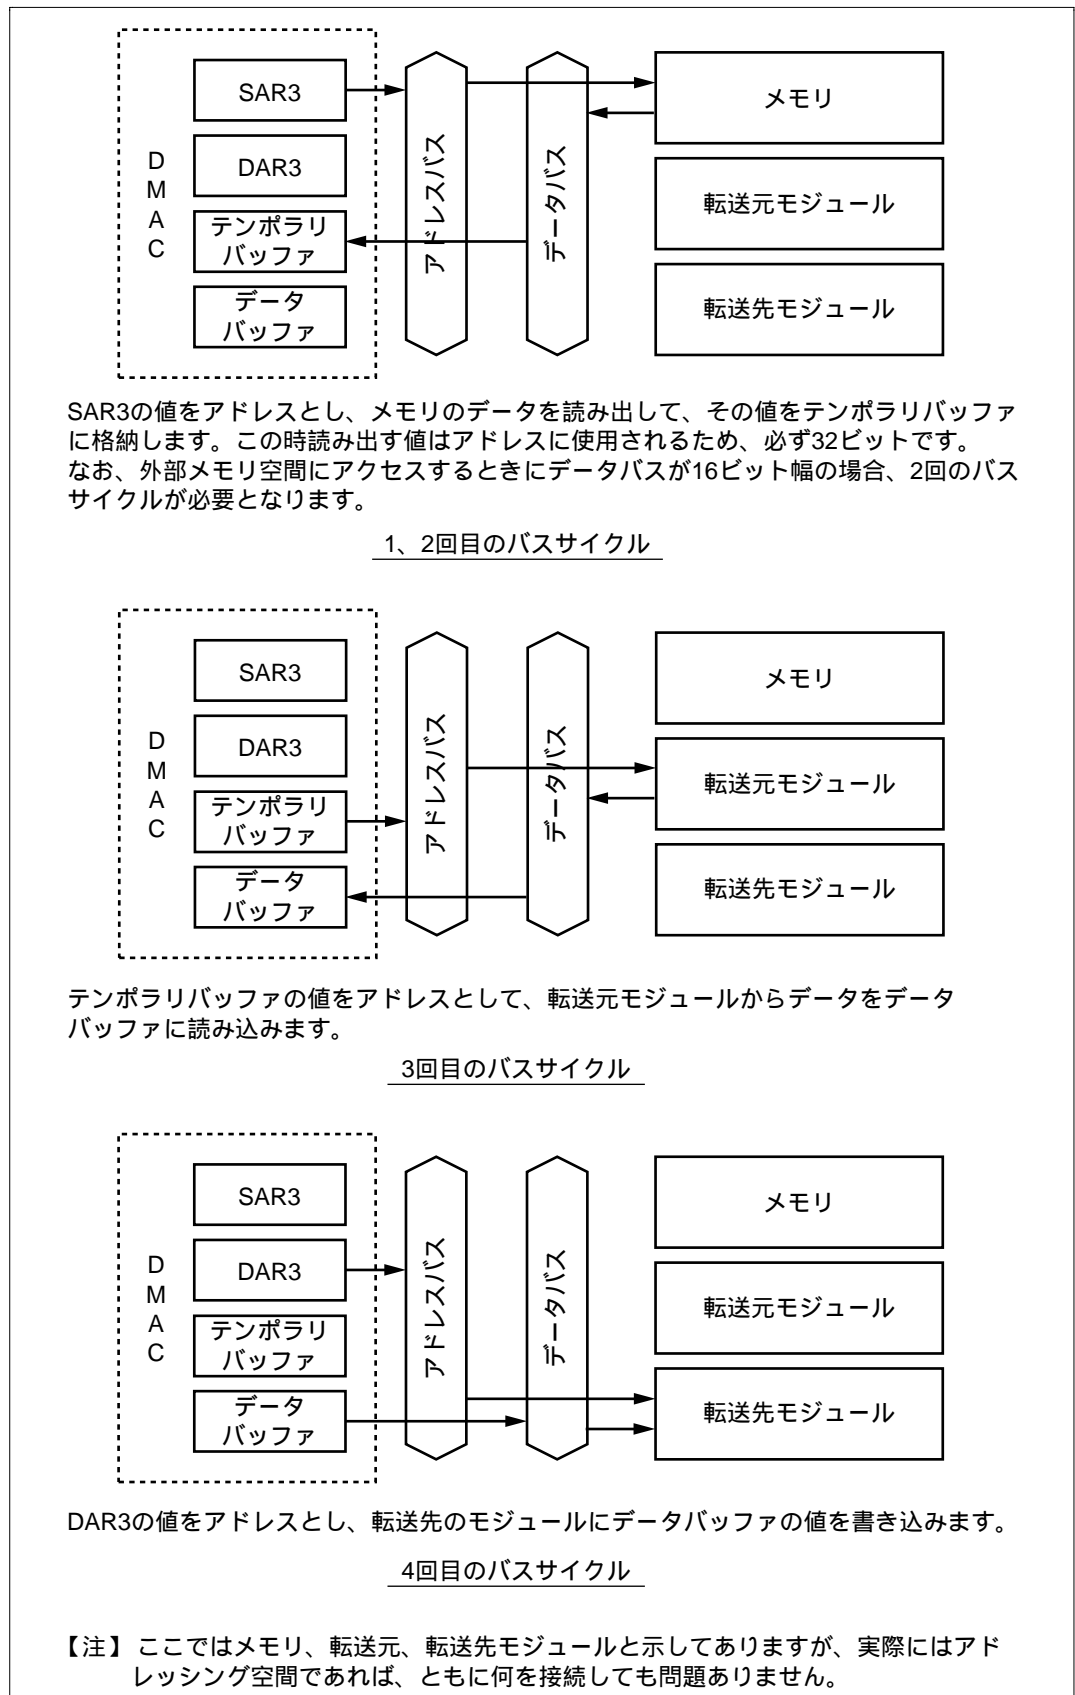 SAR3
メモリ
DAR3
DMAC
転送元モジュール
テンポラリ
バッファ
アドレスバス
データバス
データ
バッファ
転送先モジュール
SAR3の値をアドレスとし、メモリのデータを読み出して、その値をテンポラリバッファ
に格納します。この時読み出す値はアドレスに使用されるため、必ず32ビットです。
なお、外部メモリ空間にアクセスするときにデータバスが16ビット幅の場合、2回のバス
サイクルが必要となります。
1、2回目のバスサイクル
SAR3
メモリ
DAR3
DMAC
転送元モジュール
テンポラリ
バッファ
アドレスバス
データバス
データ
バッファ
転送先モジュール
テンポラリバッファの値をアドレスとして、転送元モジュールからデータをデータ
バッファに読み込みます。
3回目のバスサイクル
SAR3
メモリ
DAR3
DMAC
転送元モジュール
テンポラリ
バッファ
アドレスバス
データバス
データ
バッファ
転送先モジュール
DAR3の値をアドレスとし、転送先のモジュールにデータバッファの値を書き込みます。
4回目のバスサイクル
【注】ここではメモリ、転送元、転送先モジュールと示してありますが、実際にはアド
レッシング空間であれば、ともに何を接続しても問題ありません。